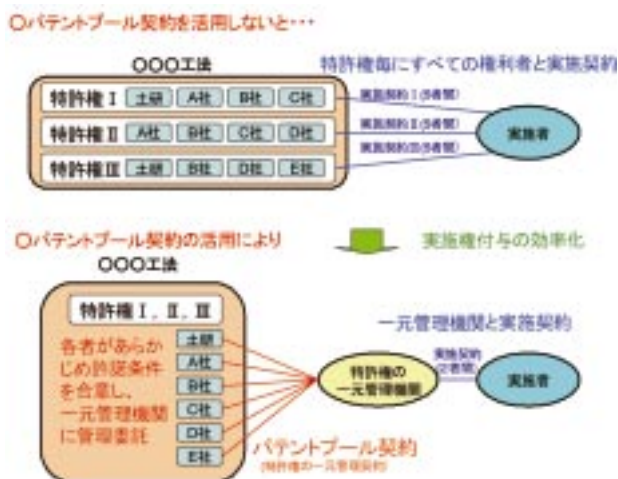 ○パテントプール契約を活用しないと・・・
○○○工法
特許権毎にすべての権利者と実施契約
特許権Ⅰ 土研 A社 B社 C社
実施契約Ⅰ(5者間)
特許権Ⅱ A社 B社 C社 D社
実施契約Ⅱ(5者間)
実施者
特許権Ⅲ 土研 B社 D社 E社
実施契約Ⅲ(5者間)
○パテントプール契約の活用により
実施権付与の効率化
○○○工法
特許権Ⅰ, Ⅱ, Ⅲ
一元管理機関と実施契約
各者があらか
じめ許諾条件
を合意し、
一元管理機関
に管理委託
土研
A社
B社
C社
D社
E社
特許権の
一元管理機関
実施契約
(2者間)
実施者
パテントプール契約
(特許権の一元管理契約)